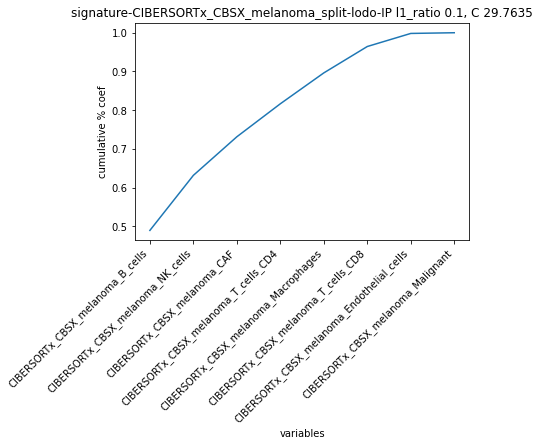 signature-CIBERSORTx_CBSX_melanoma_split-lodo-IP l1_ratio 0.1, C 29.7635
cumulative % coef
1.0
0.9
0.8
0.7
0.6
0.5
CIBERSORTx_CBSX_melanoma_B_cells
CIBERSORTx_CBSX_melanoma_NK_cells
CIBERSORTx_CBSX_melanoma_CAF
CIBERSORTx_CBSX_melanoma_T_cells_CD4
CIBERSORTx_CBSX_melanoma_Macrophages
CIBERSORTx_CBSX_melanoma_T_cells_CD8
CIBERSORTx_CBSX_melanoma_Endothelial_cells
CIBERSORTx_CBSX_melanoma_Malignant
variables